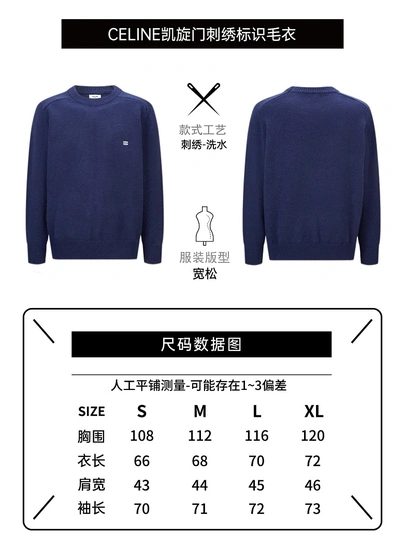 CELINE凯旋门刺绣标识毛衣
款式工艺
刺绣-洗水
服装版型
宽松
尺码数据图
人工平铺测量-可能存在1~3偏差
SIZE S M L XL
胸围 108 112 116 120
衣长 66 68 70 72
肩宽 43 44 45 46
袖长 70 71 72 73